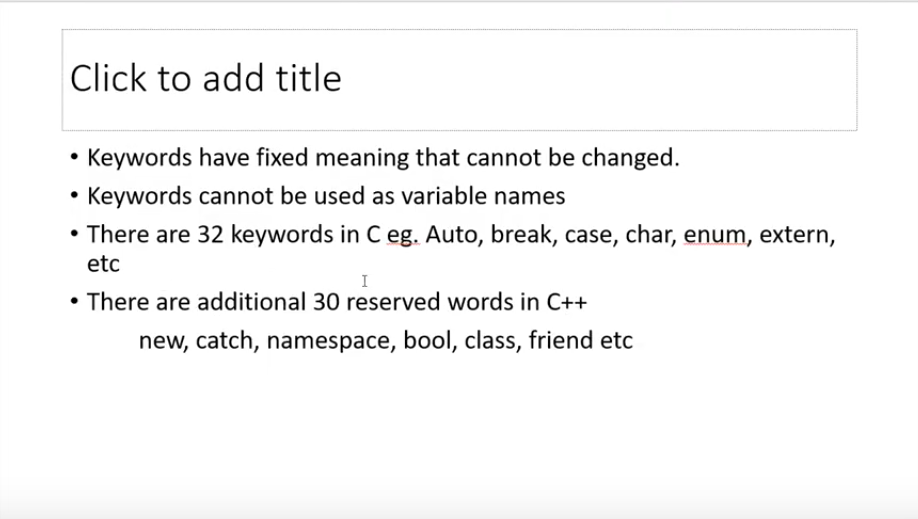 Click to add title
• Keywords have fixed meaning that cannot be changed.
• Keywords cannot be used as variable names
• There are 32 keywords in C eg. Auto, break, case, char, enum, extern,
etc
• There are additional 30 reserved words in C++
new, catch, namespace, bool, class, friend etc